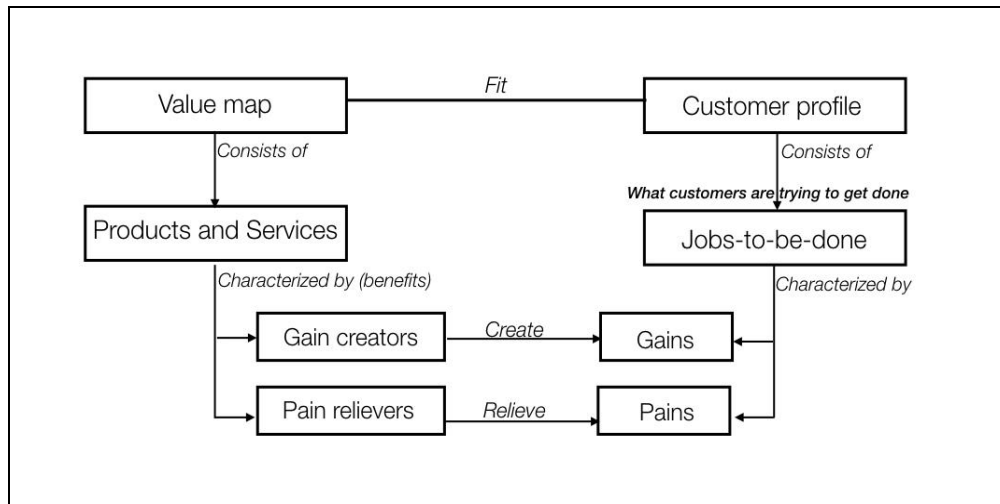 Fit
Value map
Customer profile
Consists of
Consists of
What customers are trying to get done
Products and Services
Jobs-to-be-done
Characterized by (benefits)
Characterized by
Gain creators
Create
Gains
Pain relievers
Relieve
Pains